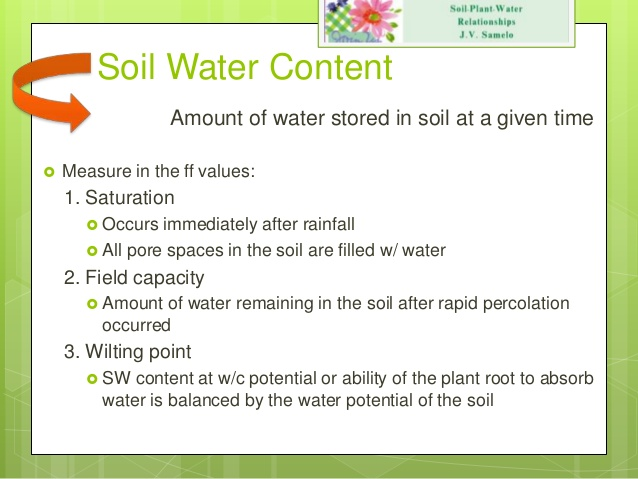 Soil-Plant-Water
Relationships
J.V. Samelo
Soil Water Content
Amount of water stored in soil at a given time
Measure in the ff values:
1. Saturation
Occurs immediately after rainfall
All pore spaces in the soil are filled w/ water
2. Field capacity
Amount of water remaining in the soil after rapid percolation
occurred
3. Wilting point
SW content at w/c potential or ability of the plant root to absorb
water is balanced by the water potential of the soil